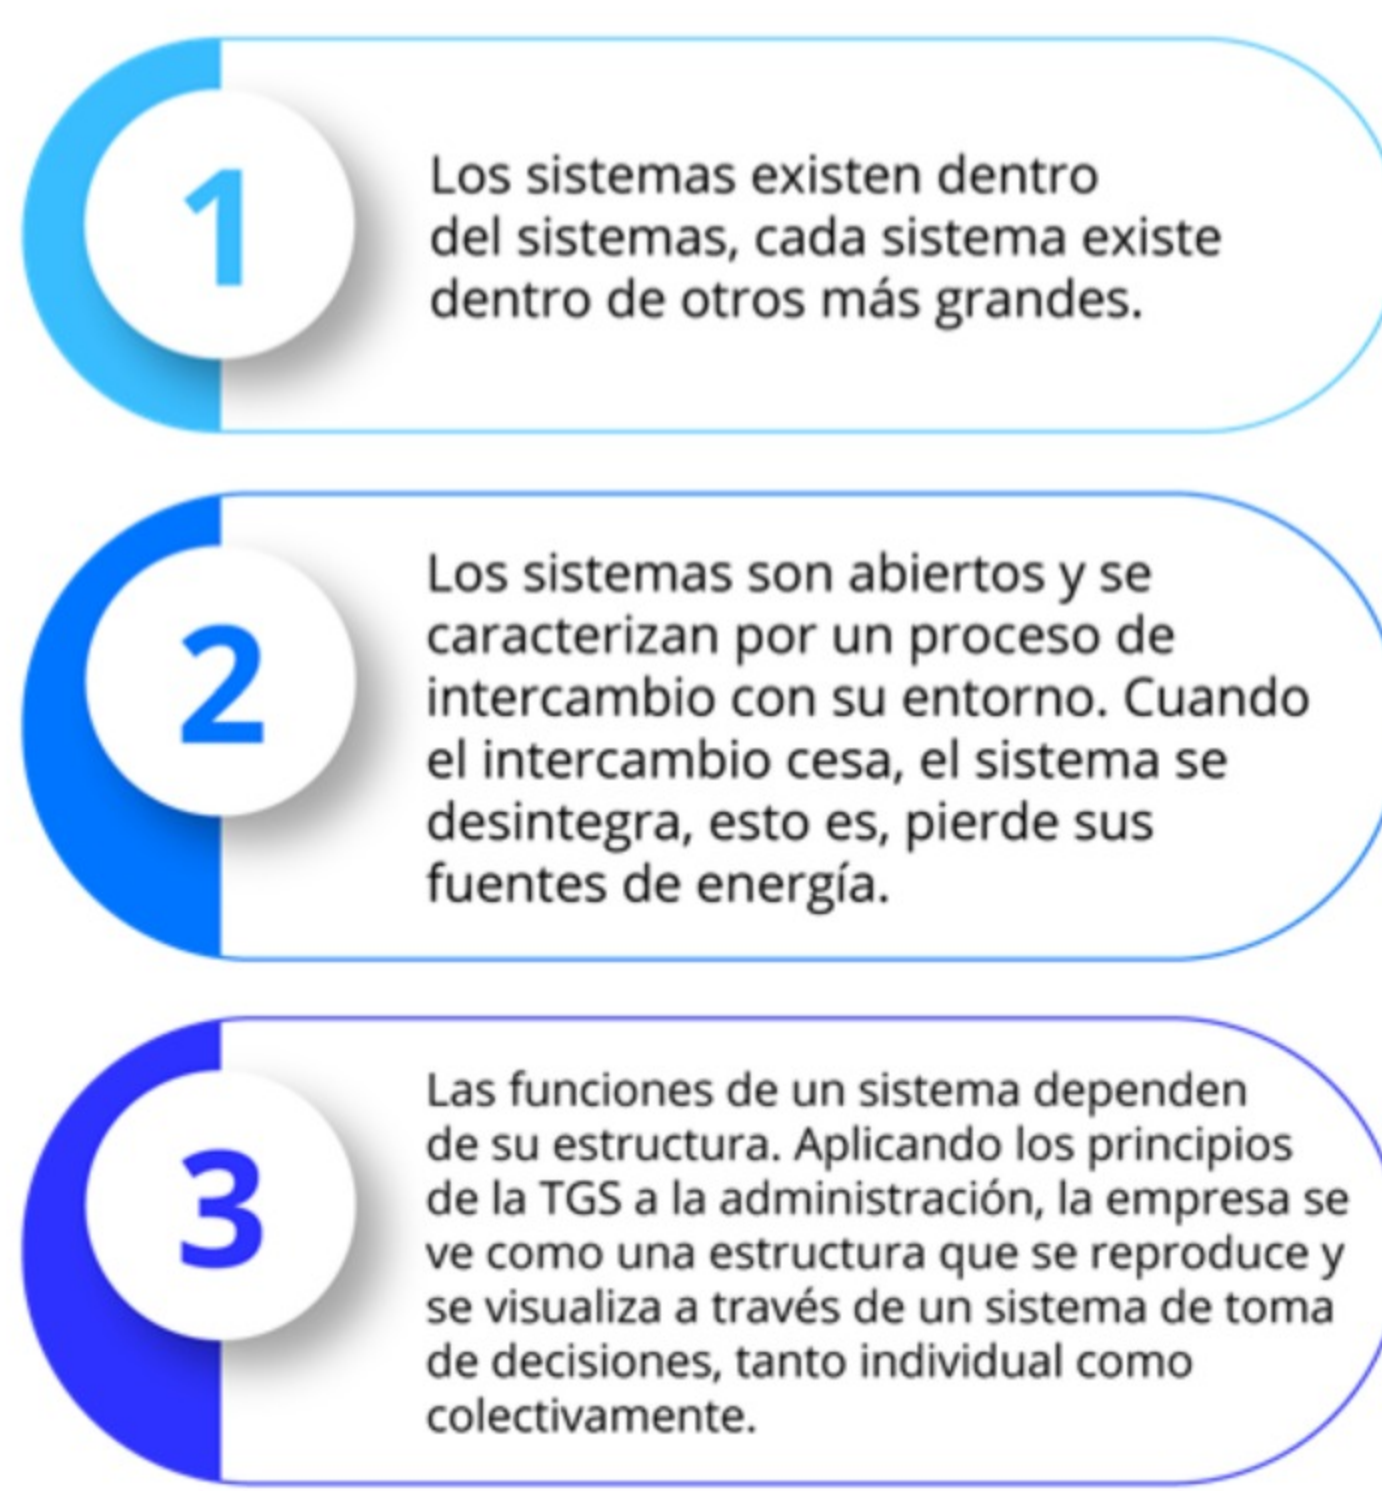 1
Los sistemas existen dentro
del sistemas, cada sistema existe
dentro de otros más grandes.
2
Los sistemas son abiertos y se
caracterizan por un proceso de
intercambio con su entorno. Cuando
el intercambio cesa, el sistema se
desintegra, esto es, pierde sus
fuentes de energía.
3
Las funciones de un sistema dependen
de su estructura. Aplicando los principios
de la TGS a la administración, la empresa se
ve como una estructura que se reproduce y
se visualiza a través de un sistema de toma
de decisiones, tanto individual como
colectivamente.